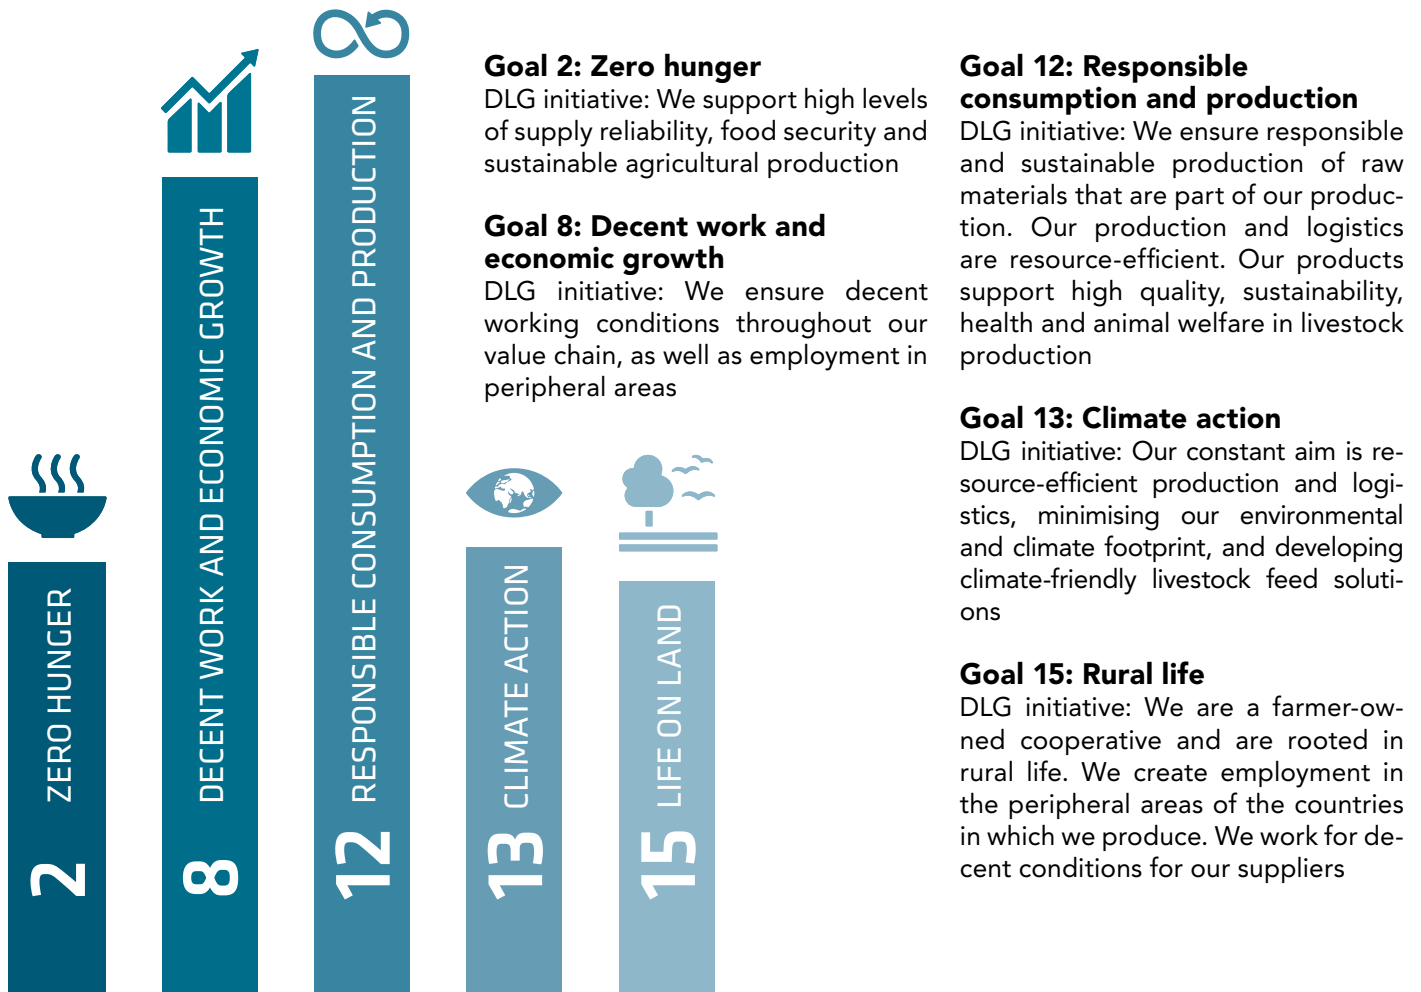 2 ZERO HUNGER
8 DECENT WORK AND ECONOMIC GROWTH
12 RESPONSIBLE CONSUMPTION AND PRODUCTION
13 CLIMATE ACTION
15 LIFE ON LAND
Goal 2: Zero hunger
DLG initiative: We support high levels
of supply reliability, food security and
sustainable agricultural production
Goal 8: Decent work and
economic growth
DLG initiative: We ensure decent
working conditions throughout our
value chain, as well as employment in
peripheral areas
Goal 12: Responsible
consumption and production
DLG initiative: We ensure responsible
and sustainable production of raw
materials that are part of our produc-
tion. Our production and logistics
are resource-efficient. Our products
support high quality, sustainability,
health and animal welfare in livestock
production
Goal 13: Climate action
DLG initiative: Our constant aim is re-
source-efficient production and logi-
stics, minimising our environmental
and climate footprint, and developing
climate-friendly livestock feed soluti-
ons
Goal 15: Rural life
DLG initiative: We are a farmer-ow-
ned cooperative and are rooted in
rural life. We create employment in
the peripheral areas of the countries
in which we produce. We work for de-
cent conditions for our suppliers